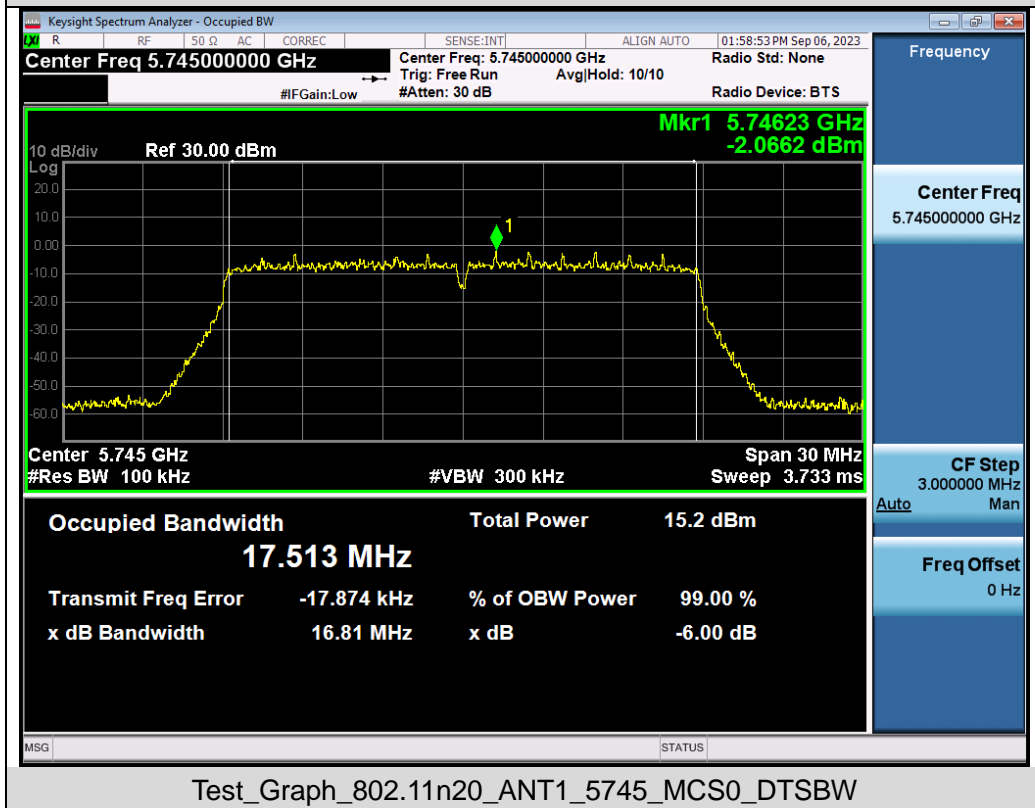 Keysight Spectrum Analyzer - Occupied BW
LXI R RF 50 Ω AC CORREC SENSE:INT ALIGN AUTO 01:58:53 PM Sep 06, 2023
Center Freq 5.745000000 GHz
Center Freq: 5.745000000 GHz Radio Std: None
Trig: Free Run Avg|Hold: 10/10
#IFGain:Low #Atten: 30 dB Radio Device: BTS
Mkr1 5.74623 GHz
-2.0662 dBm
10 dB/div Ref 30.00 dBm
Log
20.0
10.0
1
0.00
-10.0
-20.0
-30.0
-40.0
-50.0
-60.0
Center 5.745 GHz Span 30 MHz
#Res BW 100 kHz #VBW 300 kHz Sweep 3.733 ms
Occupied Bandwidth Total Power 15.2 dBm
17.513 MHz
Transmit Freq Error -17.874 kHz % of OBW Power 99.00 %
x dB Bandwidth 16.81 MHz x dB -6.00 dB
Frequency
Center Freq
5.745000000 GHz
CF Step
3.000000 MHz
Auto Man
Freq Offset
0 Hz
MSG STATUS
Test_Graph_802.11n20_ANT1_5745_MCS0_DTSBW